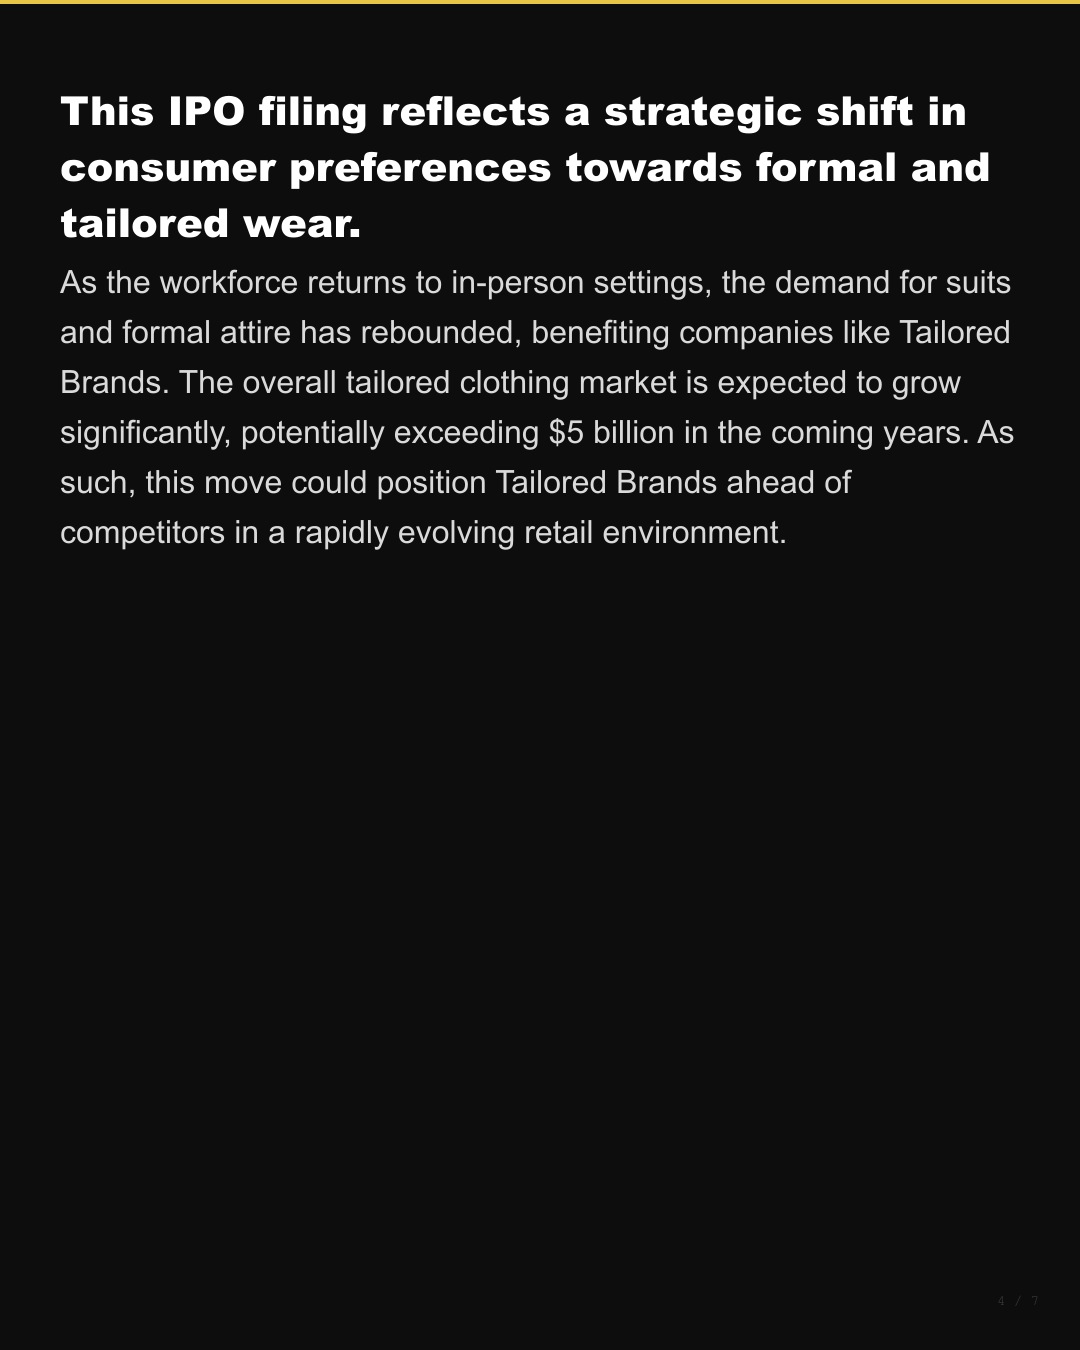 This IPO filing reflects a strategic shift in
consumer preferences towards formal and
tailored wear.
As the workforce returns to in-person settings, the demand for suits
and formal attire has rebounded, benefiting companies like Tailored
Brands. The overall tailored clothing market is expected to grow
significantly, potentially exceeding $5 billion in the coming years. As
such, this move could position Tailored Brands ahead of
competitors in a rapidly evolving retail environment.
4 / 7